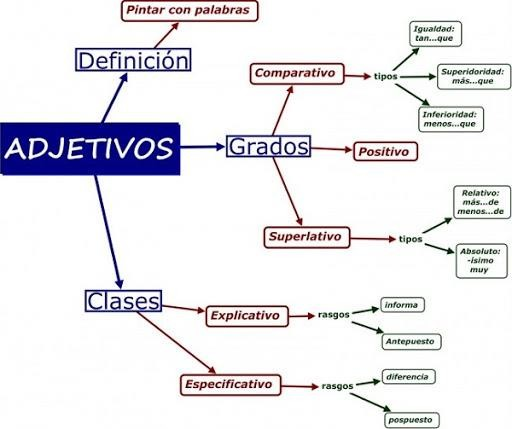 Pintar con palabras
Definición
ADJETIVOS
Grados
Comparativo
tipos
Igualdad:
tan...que
Superidoridad:
más...que
Inferioridad:
menos...que
Positivo
Superlativo
tipos
Relativo:
más...de
menos...de
Absoluto:
-ísimo
muy
Clases
Explicativo
rasgos
informa
Antepuesto
Especificativo
rasgos
diferencia
pospuesto